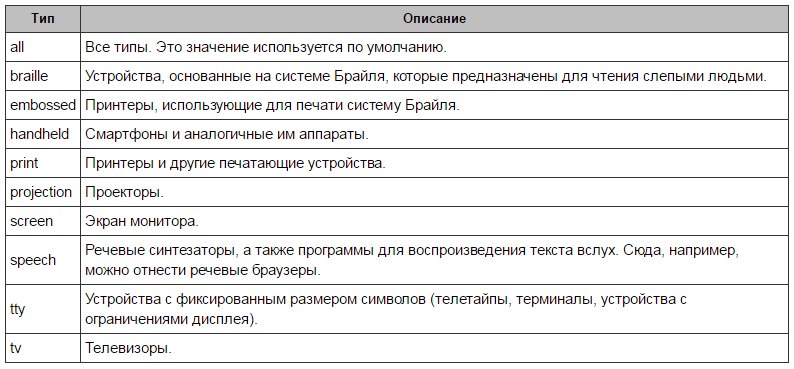 Тип Описание
all Все типы. Это значение используется по умолчанию.
braille Устройства, основанные на системе Брайля, которые предназначены для чтения слепыми людьми.
embossed Принтеры, использующие для печати систему Брайля.
handheld Смартфоны и аналогичные им аппараты.
print Принтеры и другие печатающие устройства.
projection Проекторы.
screen Экран монитора.
speech Речевые синтезаторы, а также программы для воспроизведения текста вслух. Сюда, например,
можно отнести речевые браузеры.
tty Устройства с фиксированным размером символов (телетайпы, терминалы, устройства с
ограничениями дисплея).
tv Телевизоры.